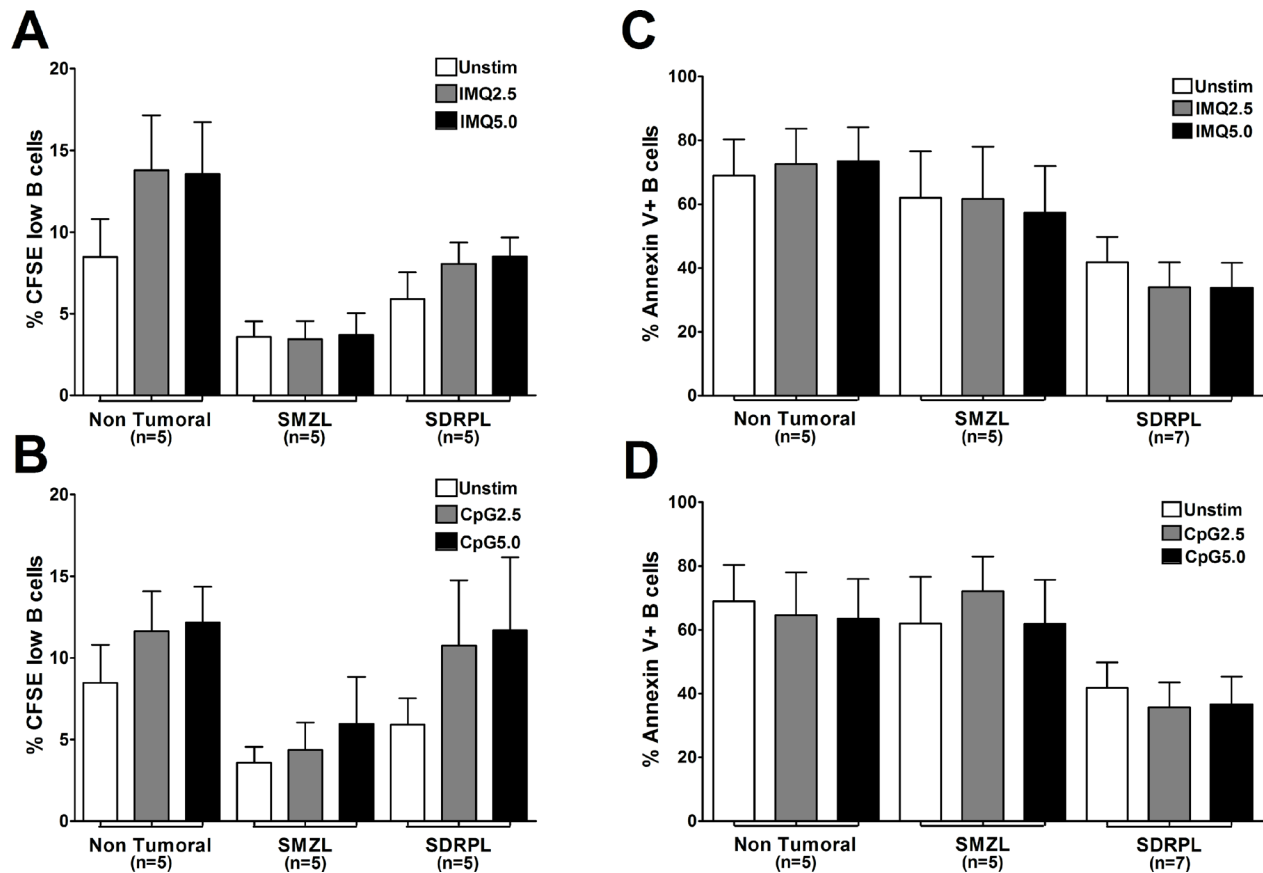 A
% CFSE low B cells
20
15
10
5
0
Unstim
IMQ2.5
IMQ5.0
Non Tumoral
(n=5)
SMZL
(n=5)
SDRPL
(n=5)
C
% Annexin V+ B cells
100
80
60
40
20
0
Unstim
IMQ2.5
IMQ5.0
Non Tumoral
(n=5)
SMZL
(n=5)
SDRPL
(n=7)
B
% CFSE low B cells
20
15
10
5
0
Unstim
CpG2.5
CpG5.0
Non Tumoral
(n=5)
SMZL
(n=5)
SDRPL
(n=5)
D
% Annexin V+ B cells
100
80
60
40
20
0
Unstim
CpG2.5
CpG5.0
Non Tumoral
(n=5)
SMZL
(n=5)
SDRPL
(n=7)